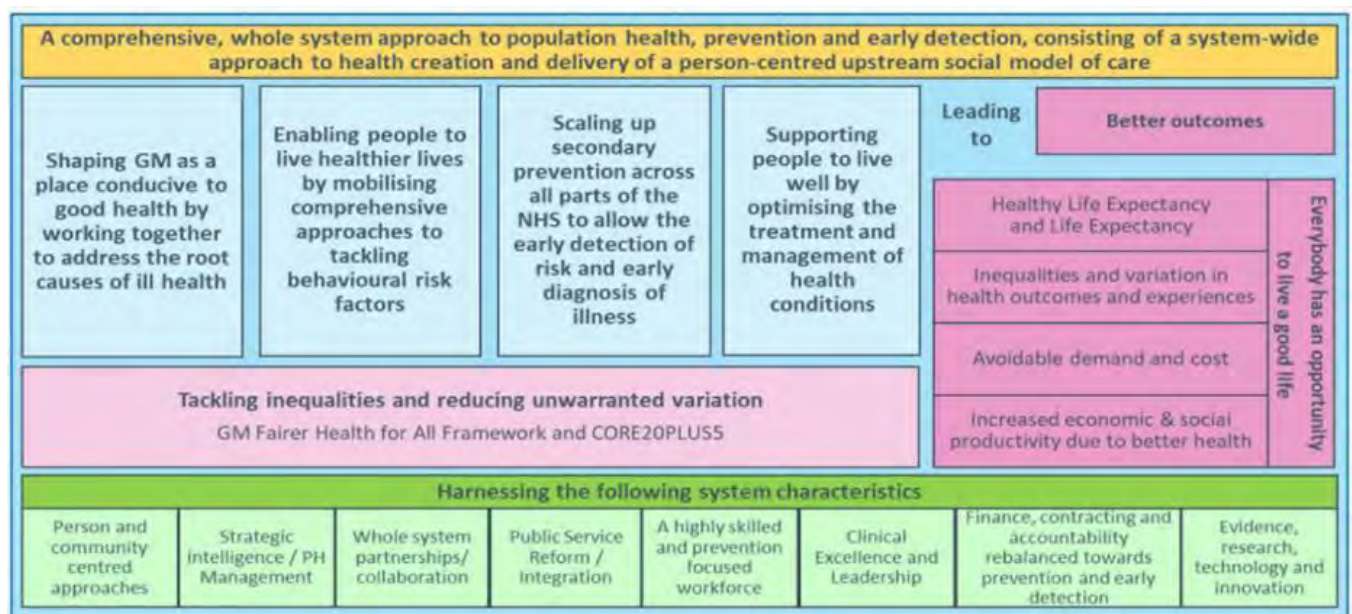 A comprehensive, whole system approach to population health, prevention and early detection, consisting of a system-wide
approach to health creation and delivery of a person-centred upstream social model of care
Shaping GM as a
place conducive to
good health by
working together
to address the root
causes of ill health
Enabling people to
live healthier lives
by mobilising
comprehensive
approaches to
tackling
behavioural risk
factors
Scaling up
secondary
prevention across
all parts of the
NHS to allow the
early detection of
risk and early
diagnosis of
illness
Supporting
people to live
well by
optimising the
treatment and
management of
health
conditions
Leading
to
Better outcomes
Healthy Life Expectancy
and Life Expectancy
Inequalities and variation in
health outcomes and experiences
Avoidable demand and cost
Increased economic & social
productivity due to better health
Everybody has an opportunity
to live a good life
Tackling inequalities and reducing unwarranted variation
GM Fairer Health for All Framework and CORE20PLUS5
Harnessing the following system characteristics
Person and
community
centred
approaches
Strategic
intelligence / PH
Management
Whole system
partnerships/
collaboration
Public Service
Reform /
Integration
A highly skilled
and prevention
focused
workforce
Clinical
Excellence and
Leadership
Finance, contracting and
accountability
rebalanced towards
prevention and early
detection
Evidence,
research,
technology and
innovation